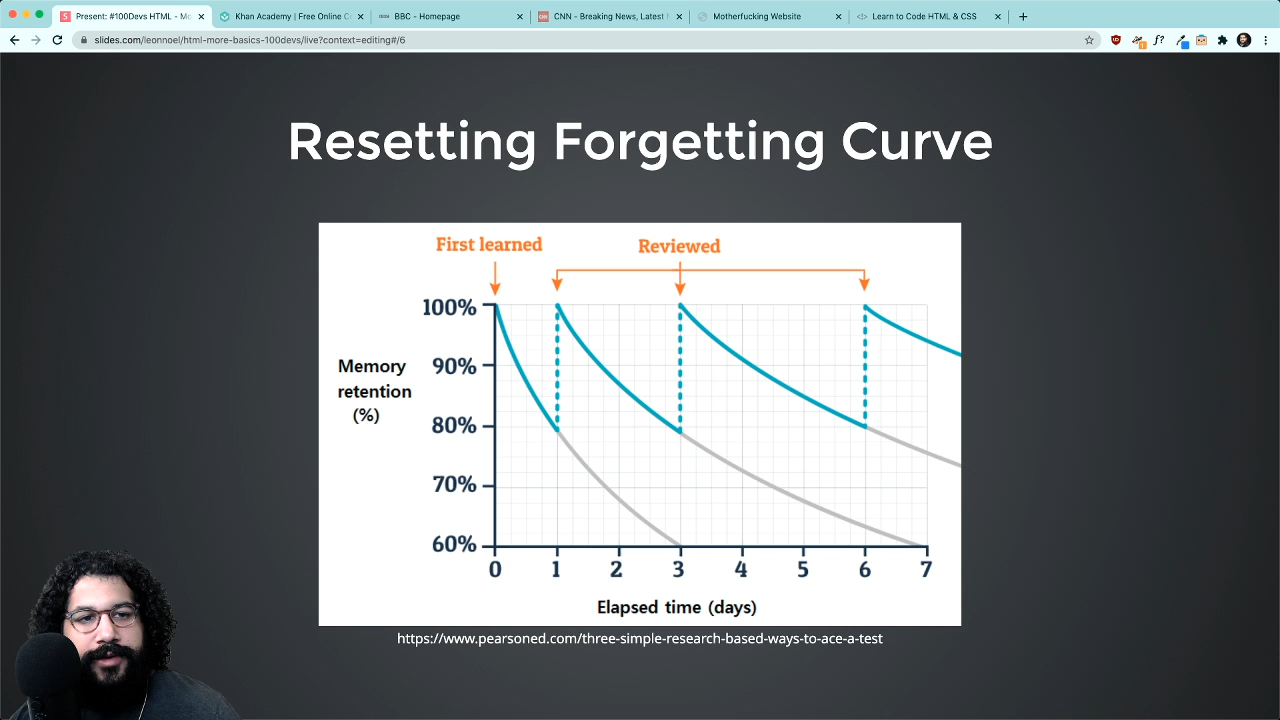 Present: #100Devs HTML - Mo
Khan Academy | Free Online C
BBC - Homepage
CNN - Breaking News, Latest N
Motherfucking Website
Learn to Code HTML & CSS
slides.com/leonnoel/html-more-basics-100devs/live?context=editing#/6
Resetting Forgetting Curve
First learned
Reviewed
100%
90%
80%
70%
60%
Memory
retention
(%)
0 1 2 3 4 5 6 7
Elapsed time (days)
https://www.pearsoned.com/three-simple-research-based-ways-to-ace-a-test